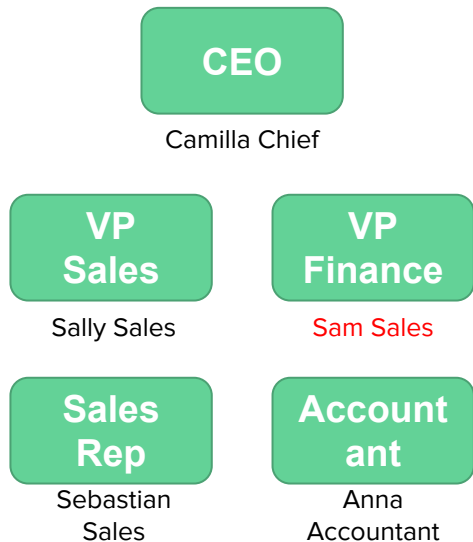 CEO
Camilla Chief
VP
Sales
Sally Sales
VP
Finance
Sam Sales
Sales
Rep
Sebastian
Sales
Account
ant
Anna
Accountant